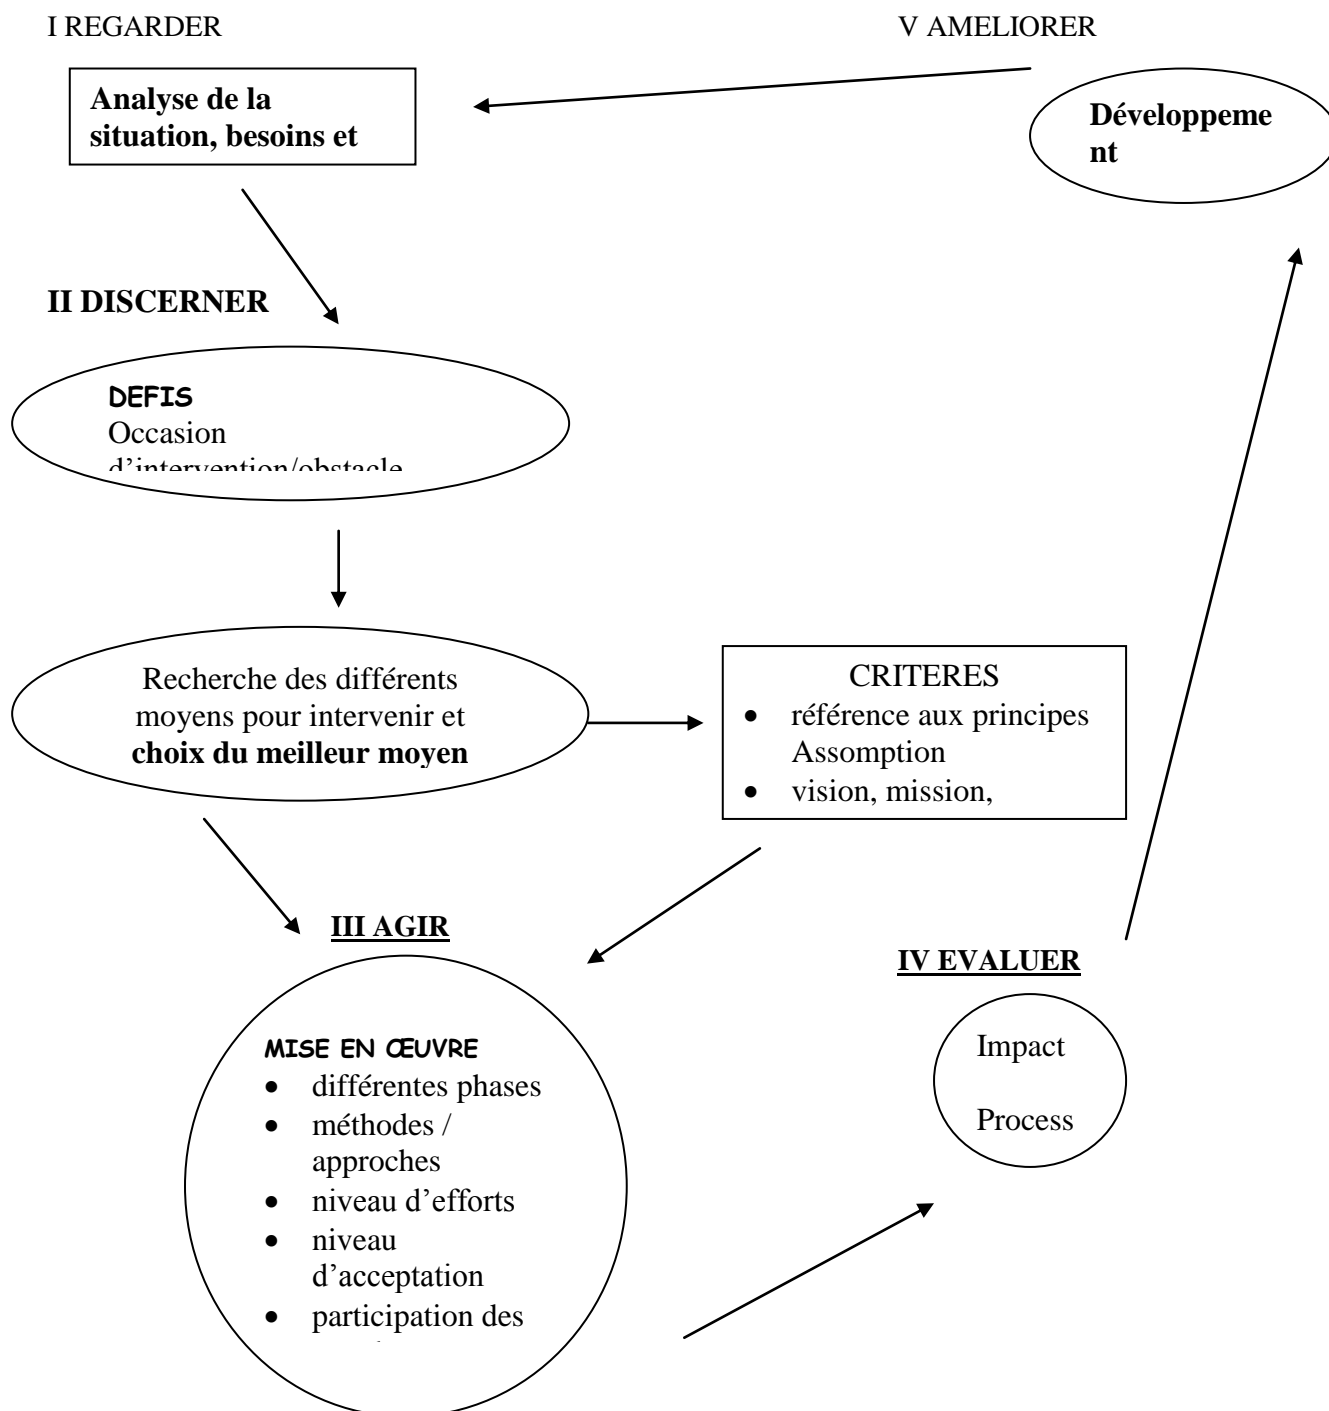 I REGARDER
V AMELIORER
Analyse de la
situation, besoins et
Développeme
nt
II DISCERNER
DEFIS
Occasion
d’intervention/obstacle
Recherche des différents
moyens pour intervenir et
choix du meilleur moyen
CRITERES
• référence aux principes
Assomption
• vision, mission,
III AGIR
IV EVALUER
MISE EN ŒUVRE
• différentes phases
• méthodes /
approches
• niveau d’efforts
• niveau
d’acceptation
• participation des
Impact
Process